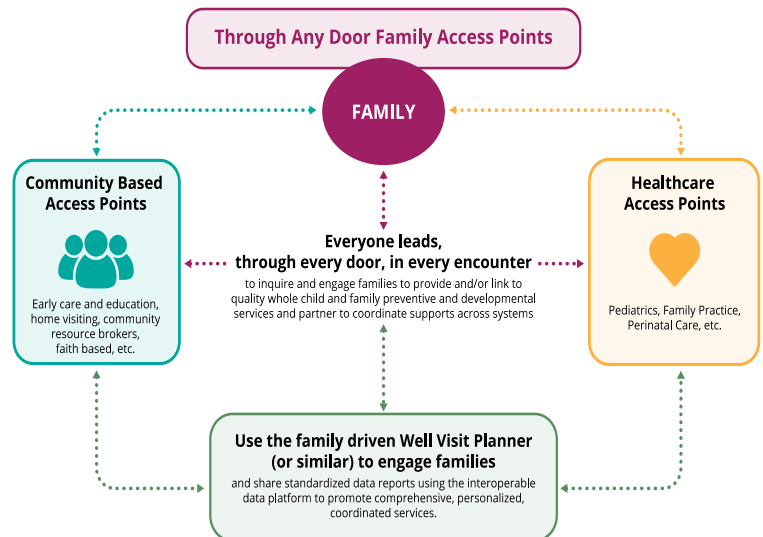 Through Any Door Family Access Points
FAMILY
Community Based
Access Points
Early care and education,
home visiting, community
resource brokers,
faith based, etc.
Everyone leads,
through every door, in every encounter
to inquire and engage families to provide and/or link to
quality whole child and family preventive and developmental
services and partner to coordinate supports across systems
Healthcare
Access Points
Pediatrics, Family Practice,
Perinatal Care, etc.
Use the family driven Well Visit Planner
(or similar) to engage families
and share standardized data reports using the interoperable
data platform to promote comprehensive, personalized,
coordinated services.